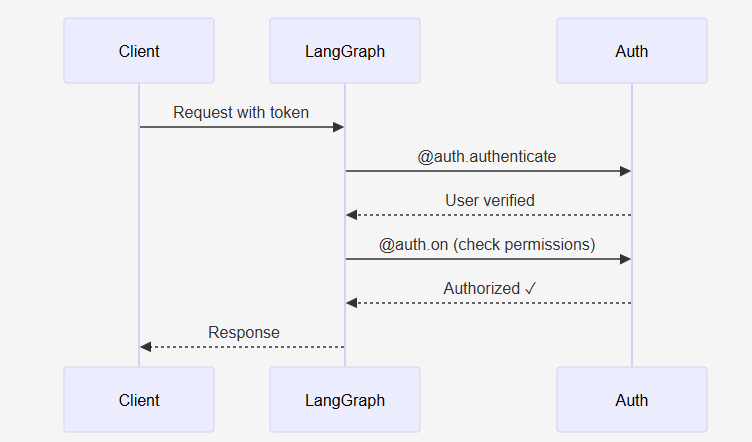 Client
LangGraph
Auth
Request with token
@auth.authenticate
User verified
@auth.on (check permissions)
Authorized ✓
Response
Client
LangGraph
Auth